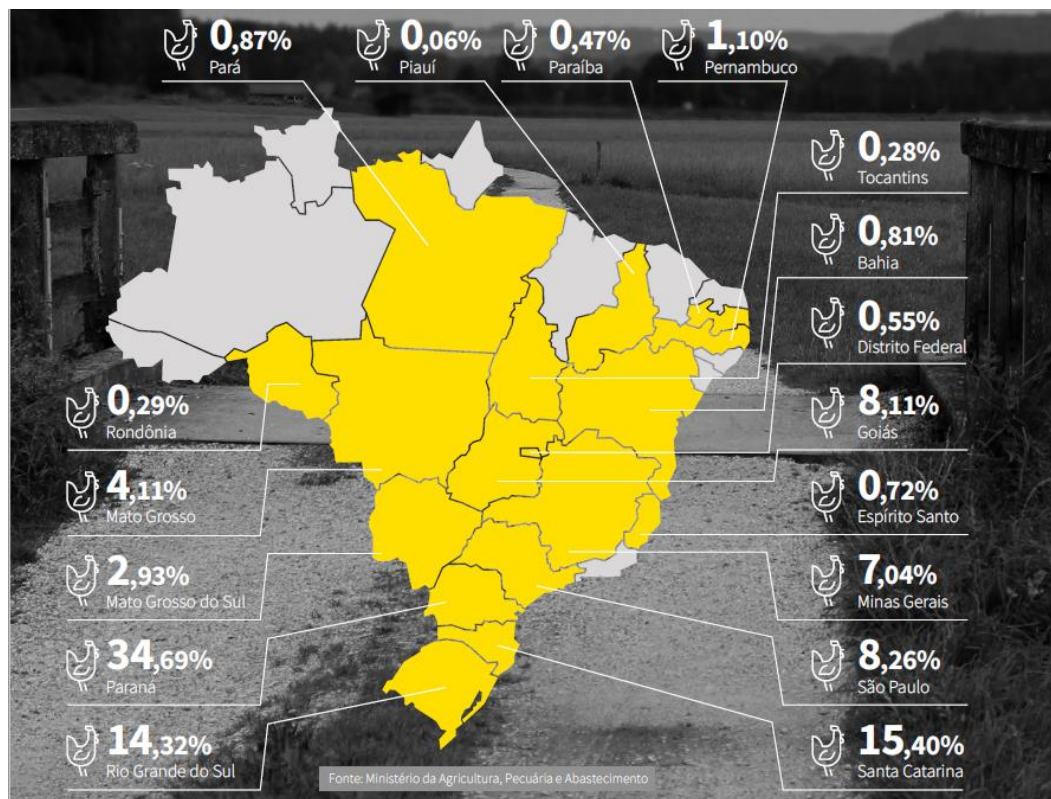 0,87%
Pará
0,06%
Piauí
0,47%
Paraíba
1,10%
Pernambuco
0,28%
Tocantins
0,81%
Bahia
0,55%
Distrito Federal
8,11%
Goiás
0,72%
Espírito Santo
7,04%
Minas Gerais
8,26%
São Paulo
15,40%
Santa Catarina
0,29%
Rondônia
4,11%
Mato Grosso
2,93%
Mato Grosso do Sul
34,69%
Paraná
14,32%
Rio Grande do Sul
Fonte: Ministério da Agricultura, Pecuária e Abastecimento